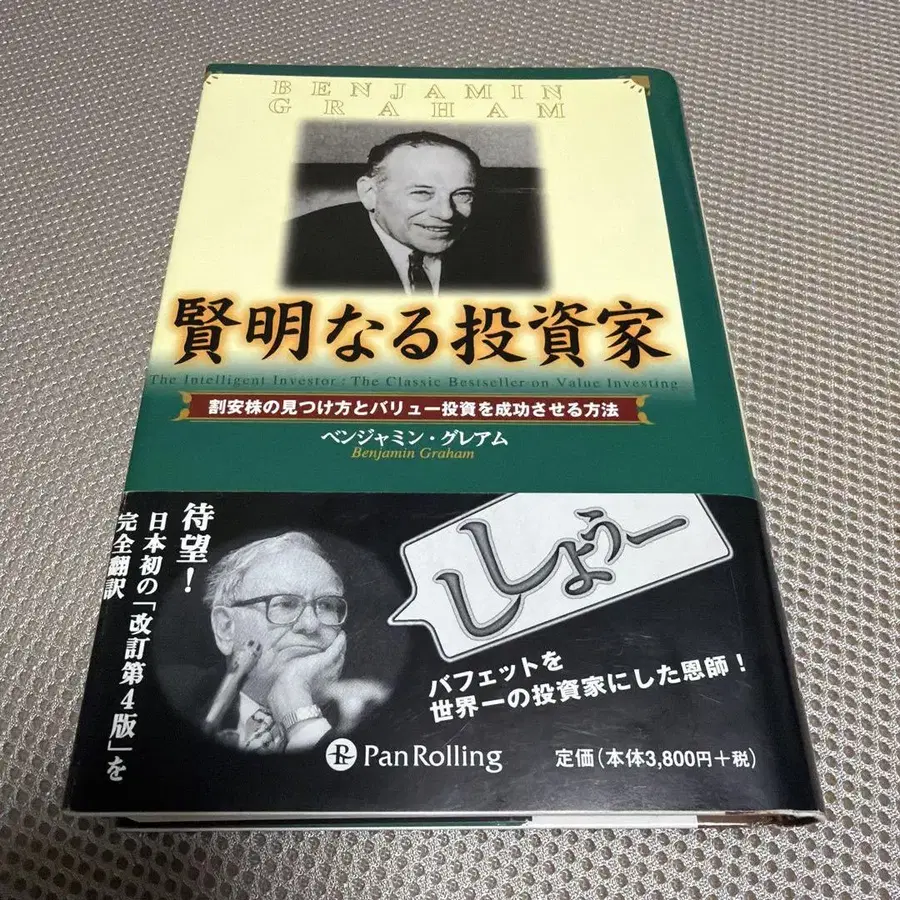 BENJAMIN
GRAHAM
賢明なる投資家
The Intelligent Investor : The Classic Bestseller on Value Investing
割安株の見つけ方とバリュー投資を成功させる方法
ベンジャミン・グレアム
Benjamin Graham
待望！
日本初の「改訂第4版」を
完全翻訳
ししょうー
バフェットを
世界一の投資家にした恩師！
PanRolling
定価（本体3,800円＋税）